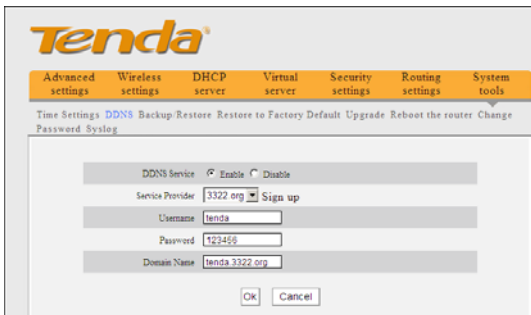 Tenda
Advanced settings Wireless settings DHCP server Virtual server Security settings Routing settings System tools
Time Settings DDNS Backup/Restore Restore to Factory Default Upgrade Reboot the router Change
Password Syslog
DDNS Service Enable Disable
Service Provider 3322.org Sign up
Username tenda
Password 123456
Domain Name tenda.3322.org
Ok Cancel